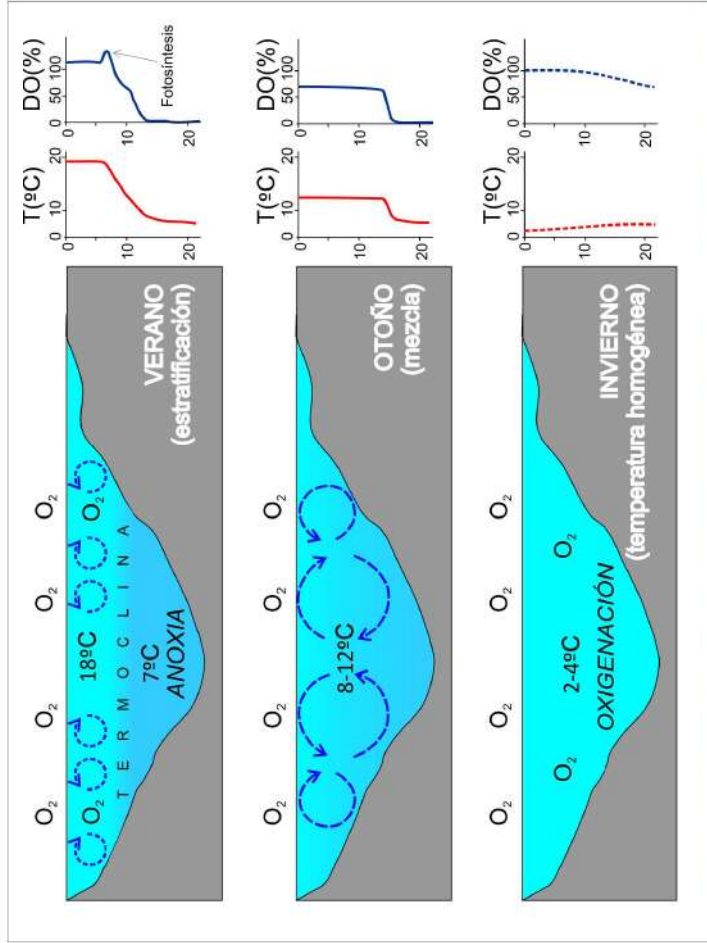 O₂ O₂ O₂ O₂
18ºC
O₂ O₂
TERMOCLINA
7ºC
ANOXIA
VERANO
(estratificación)
T(ºC)
0 10 20
0
10
20
DO(%)
0 50 100
0
10
20
Fotosíntesis
O₂ O₂ O₂ O₂
8-12ºC
OTOÑO
(mezcla)
T(ºC)
0 10 20
0
10
20
DO(%)
0 50 100
0
10
20
O₂ O₂ O₂ O₂
O₂ O₂
2-4ºC
OXIGENACIÓN
INVIERNO
(temperatura homogénea)
T(ºC)
0 10 20
0
10
20
DO(%)
0 50 100
0
10
20